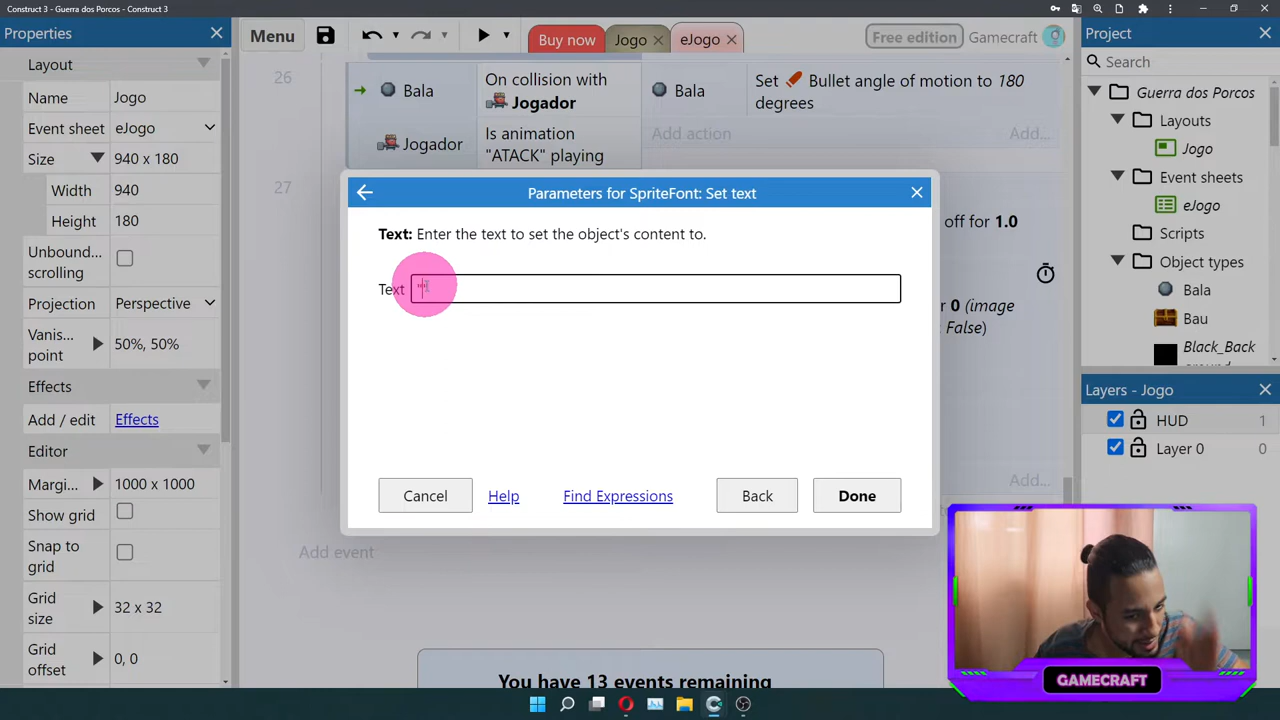 Construct 3 - Guerra dos Porcos - Construct 3
Properties
Menu
Buy now
Jogo
eJogo
Free edition
Gamecraft
Project
Layout
Name
Jogo
Event sheet
eJogo
Size
940 x 180
Width
940
Height
180
Unbound...
scrolling
Projection
Perspective
Vanis...
point
50%, 50%
Effects
Add / edit
Effects
Editor
Margi...
1000 x 1000
Show grid
Snap to
grid
Grid
size
32 x 32
Grid
offset
0, 0
26
Bala
On collision with
Jogador
Jogador
Is animation
"ATACK" playing
Bala
Set Bullet angle of motion to 180
degrees
Add action
Add...
27
off for 1.0
0 (image
False)
Add...
Parameters for SpriteFont: Set text
Text: Enter the text to set the object's content to.
Text
""
Cancel
Help
Find Expressions
Back
Done
Add event
You have 13 events remaining
Search
Guerra dos Porcos
Layouts
Jogo
Event sheets
eJogo
Scripts
Object types
Bala
Bau
Black_Back
Layers - Jogo
HUD
1
Layer 0
0
GAMECRAFT